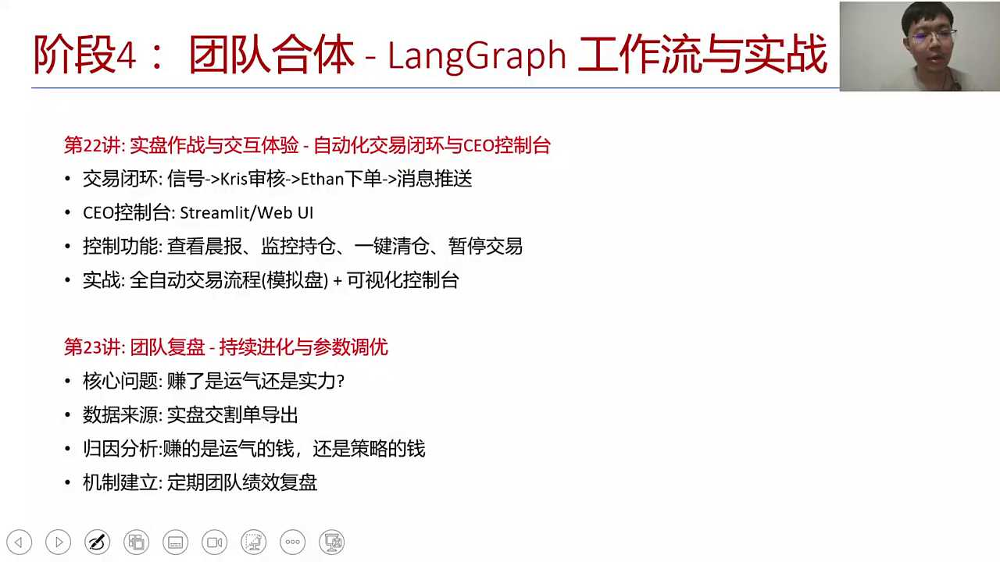 阶段4： 团队合体 - LangGraph 工作流与实战
第22讲: 实盘作战与交互体验 - 自动化交易闭环与CEO控制台
• 交易闭环: 信号->Kris审核->Ethan下单->消息推送
• CEO控制台: Streamlit/Web UI
• 控制功能: 查看晨报、监控持仓、一键清仓、暂停交易
• 实战: 全自动交易流程(模拟盘) + 可视化控制台
第23讲: 团队复盘 - 持续进化与参数调优
• 核心问题: 赚了是运气还是实力?
• 数据来源: 实盘交割单导出
• 归因分析:赚的是运气的钱，还是策略的钱
• 机制建立: 定期团队绩效复盘